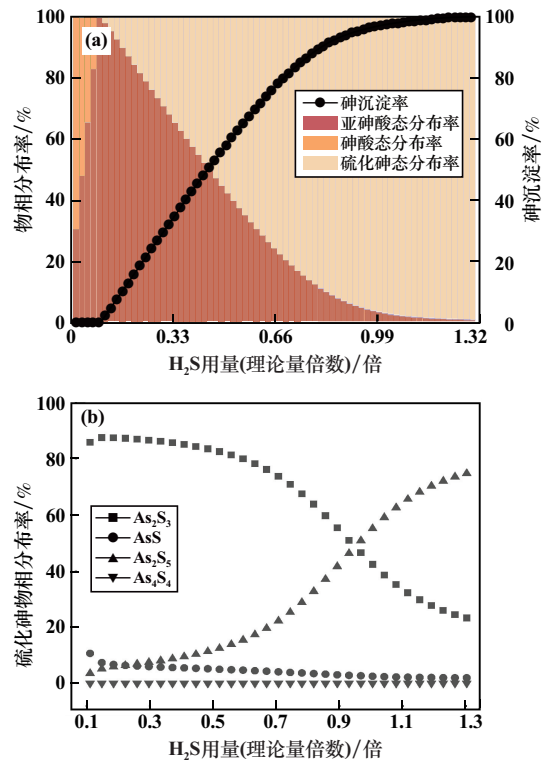 (a)
100
80
60
40
20
0
物相分布率/%
100
80
60
40
20
0
砷沉淀率/%
砷沉淀率
亚砷酸态分布率
砷酸态分布率
硫化砷态分布率
0 0.33 0.66 0.99 1.32
H₂S用量(理论量倍数)/倍
(b)
100
80
60
40
20
0
硫化砷物相分布率/%
As₂S₃
AsS
As₂S₅
As₄S₄
0.1 0.3 0.5 0.7 0.9 1.1 1.3
H₂S用量(理论量倍数)/倍